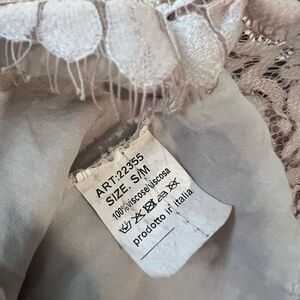 ART:22355
SIZE: S/M
100%viscose/viscosa
prodotto in italia